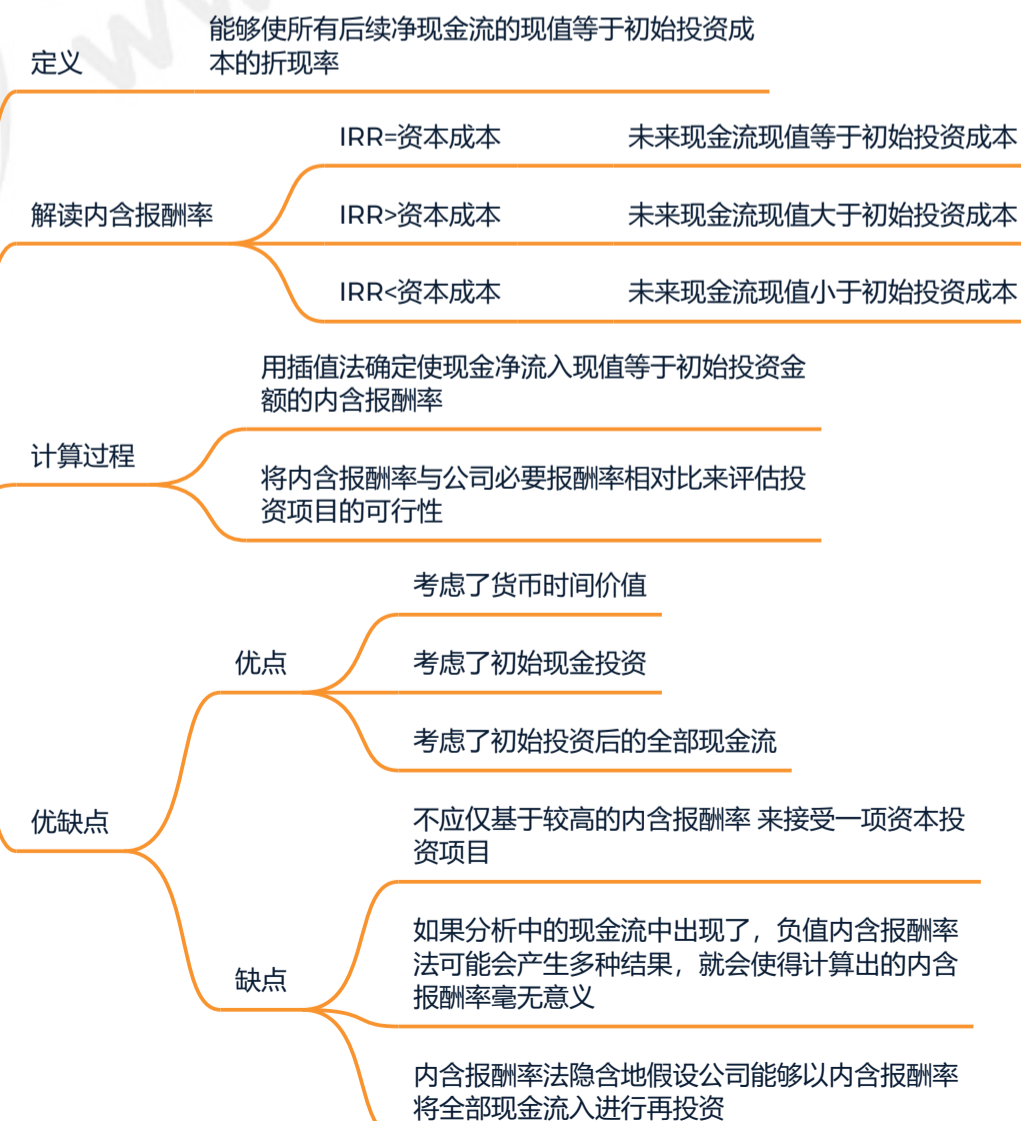 定义
能够使所有后续净现金流的现值等于初始投资成
本的折现率
解读内含报酬率
IRR=资本成本
未来现金流现值等于初始投资成本
IRR>资本成本
未来现金流现值大于初始投资成本
IRR<资本成本
未来现金流现值小于初始投资成本
计算过程
用插值法确定使现金净流入现值等于初始投资金
额的内含报酬率
将内含报酬率与公司必要报酬率相对比来评估投
资项目的可行性
优缺点
优点
考虑了货币时间价值
考虑了初始现金投资
考虑了初始投资后的全部现金流
缺点
不应仅基于较高的内含报酬率 来接受一项资本投
资项目
如果分析中的现金流中出现了，负值内含报酬率
法可能会产生多种结果，就会使得计算出的内含
报酬率毫无意义
内含报酬率法隐含地假设公司能够以内含报酬率
将全部现金流入进行再投资